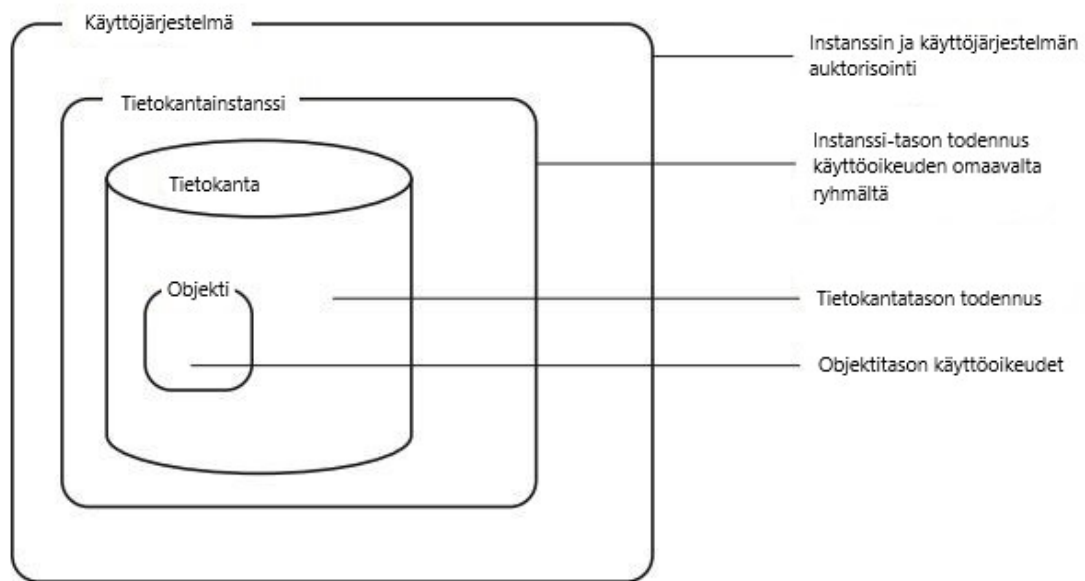 Käyttöjärjestelmä
Instanssin ja käyttöjärjestelmän
auktorisointi
Tietokantainstanssi
Instanssi-tason todennus
käyttöoikeuden omaavalta
ryhmältä
Tietokanta
Objekti
Tietokantatason todennus
Objektitason käyttöoikeudet